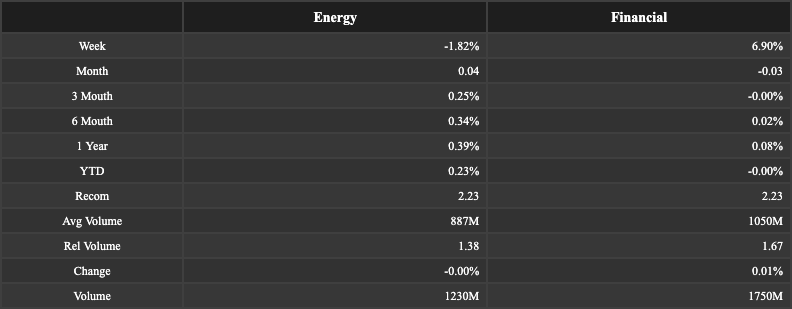 Energy Financial
Week -1.82% 6.90%
Month 0.04 -0.03
3 Mouth 0.25% -0.00%
6 Mouth 0.34% 0.02%
1 Year 0.39% 0.08%
YTD 0.23% -0.00%
Recom 2.23 2.23
Avg Volume 887M 1050M
Rel Volume 1.38 1.67
Change -0.00% 0.01%
Volume 1230M 1750M